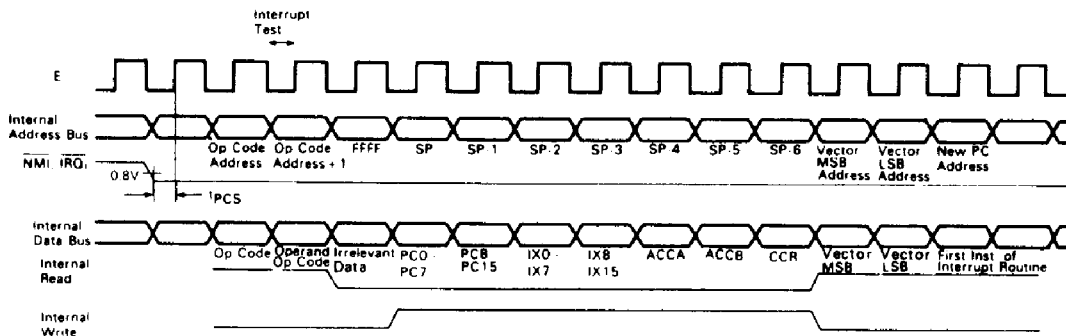 Interrupt
Test
E
Internal
Address Bus
Op Code
Address
Op Code
Address + 1
FFFF
SP
SP-1
SP-2
SP-3
SP-4
SP-5
SP-6
Vector
MSB
Address
Vector
LSB
Address
New PC
Address
NMI, IRQ1
0.8V
tPCS
Internal
Data Bus
Op Code
Operand
Op Code
Irrelevant
Data
PC0 -
PC7
PC8
PC15
IX0 -
IX7
IX8
IX15
ACCA
ACCB
CCR
Vector
MSB
Vector
LSB
First Inst of
Interrupt Routine
Internal
Read
Internal
Write